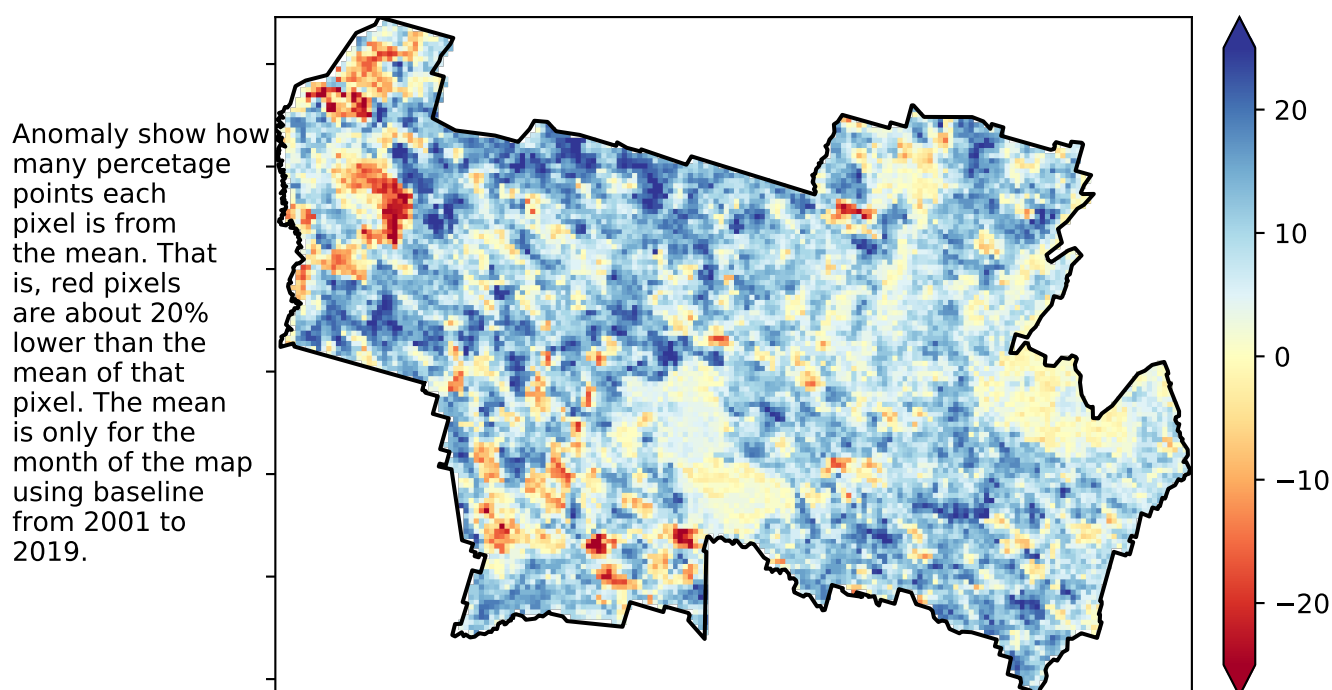 Anomaly show how
many percetage
points each
pixel is from
the mean. That
is, red pixels
are about 20%
lower than the
mean of that
pixel. The mean
is only for the
month of the map
using baseline
from 2001 to
2019.
20
10
0
−10
−20